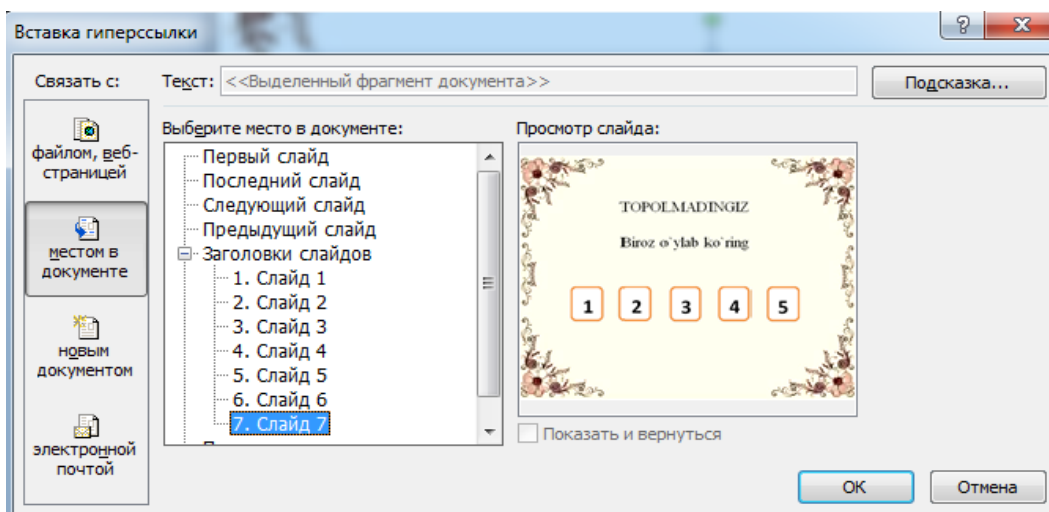 Вставка гиперссылки
Связать с:
Текст: <<Выделенный фрагмент документа>>
Подсказка...
файлом, веб-
страницей
местом в
документе
новым
документом
электронной
почтой
Выберите место в документе:
Первый слайд
Последний слайд
Следующий слайд
Предыдущий слайд
Заголовки слайдов
1. Слайд 1
2. Слайд 2
3. Слайд 3
4. Слайд 4
5. Слайд 5
6. Слайд 6
7. Слайд 7
Просмотр слайда:
TOPOLMADINGIZ
Biroz o`ylab ko`ring
1 2 3 4 5
Показать и вернуться
ОК
Отмена